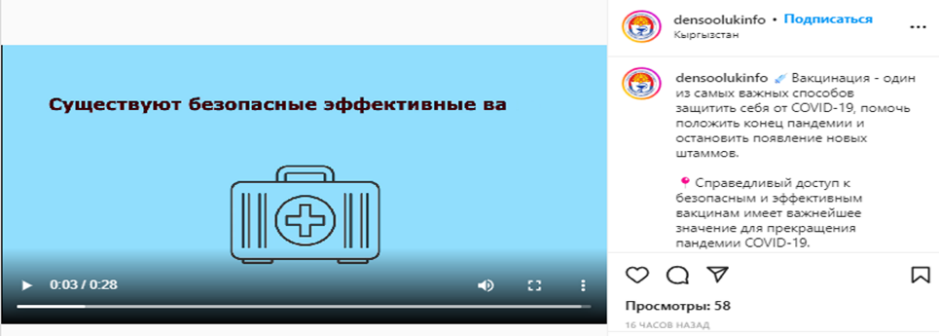 Существуют безопасные эффективные ва
0:03 / 0:28
densoolukinfo • Подписаться
Кыргызстан
densoolukinfo Вакцинация - один
из самых важных способов
защитить себя от COVID-19, помочь
положить конец пандемии и
остановить появление новых
штаммов.
Справедливый доступ к
безопасным и эффективным
вакцинам имеет важнейшее
значение для прекращения
пандемии COVID-19.
Просмотры: 58
16 ЧАСОВ НАЗАД